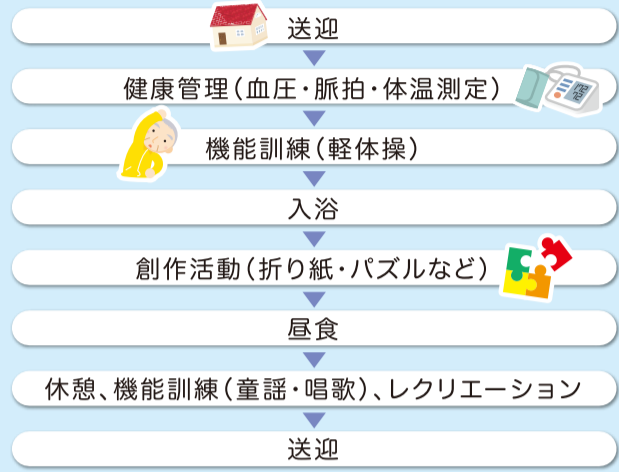 送迎
健康管理(血圧・脈拍・体温測定)
機能訓練(軽体操)
入浴
創作活動(折り紙・パズルなど)
昼食
休憩、機能訓練(童謡・唱歌)、レクリエーション
送迎